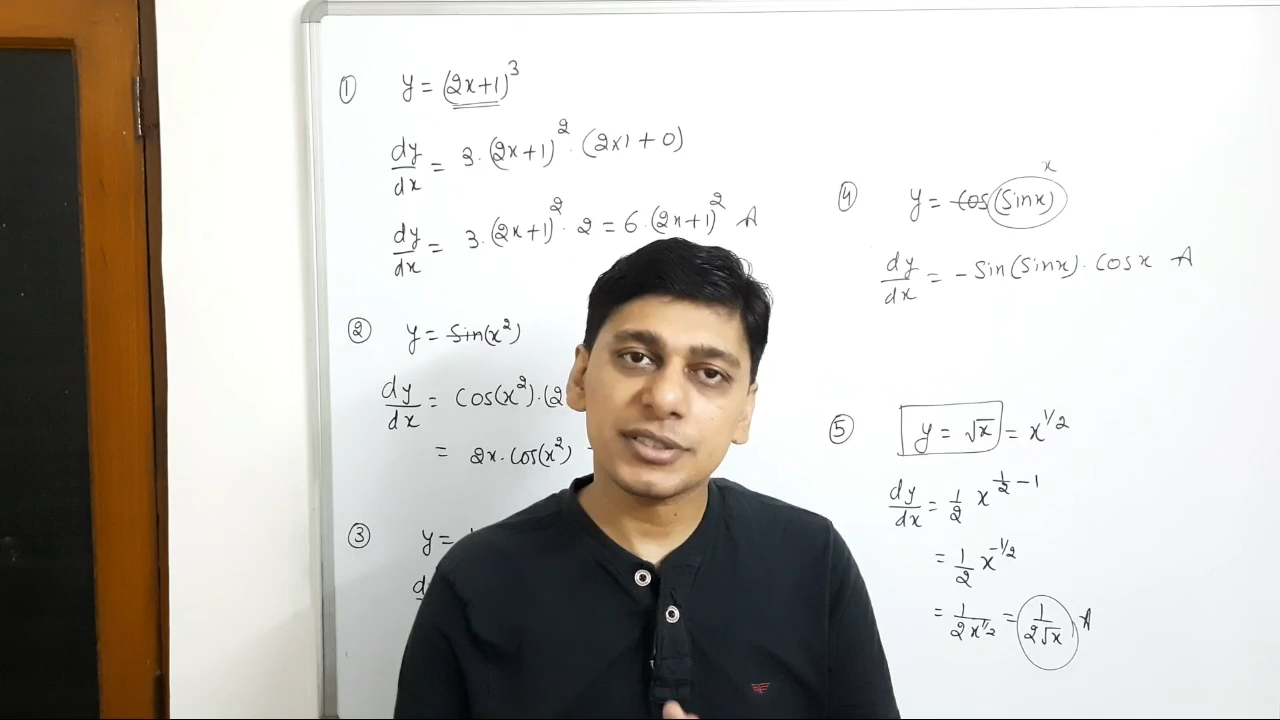 ① y = (2x+1)³
dy/dx = 3·(2x+1)²·(2×1+0)
dy/dx = 3·(2x+1)²·2 = 6·(2x+1)² A
② y = Sin(x²)
dy/dx = Cos(x²)·(2
= 2x·Cos(x²)
③ y =
④ y = Cos(Sinx)
x
dy/dx = -Sin(Sinx)·Cosx A
⑤ y = √x = x^1/2
dy/dx = 1/2 x^(1/2 - 1)
= 1/2 x^-1/2
= 1/2x^1/2 = 1/2√x A